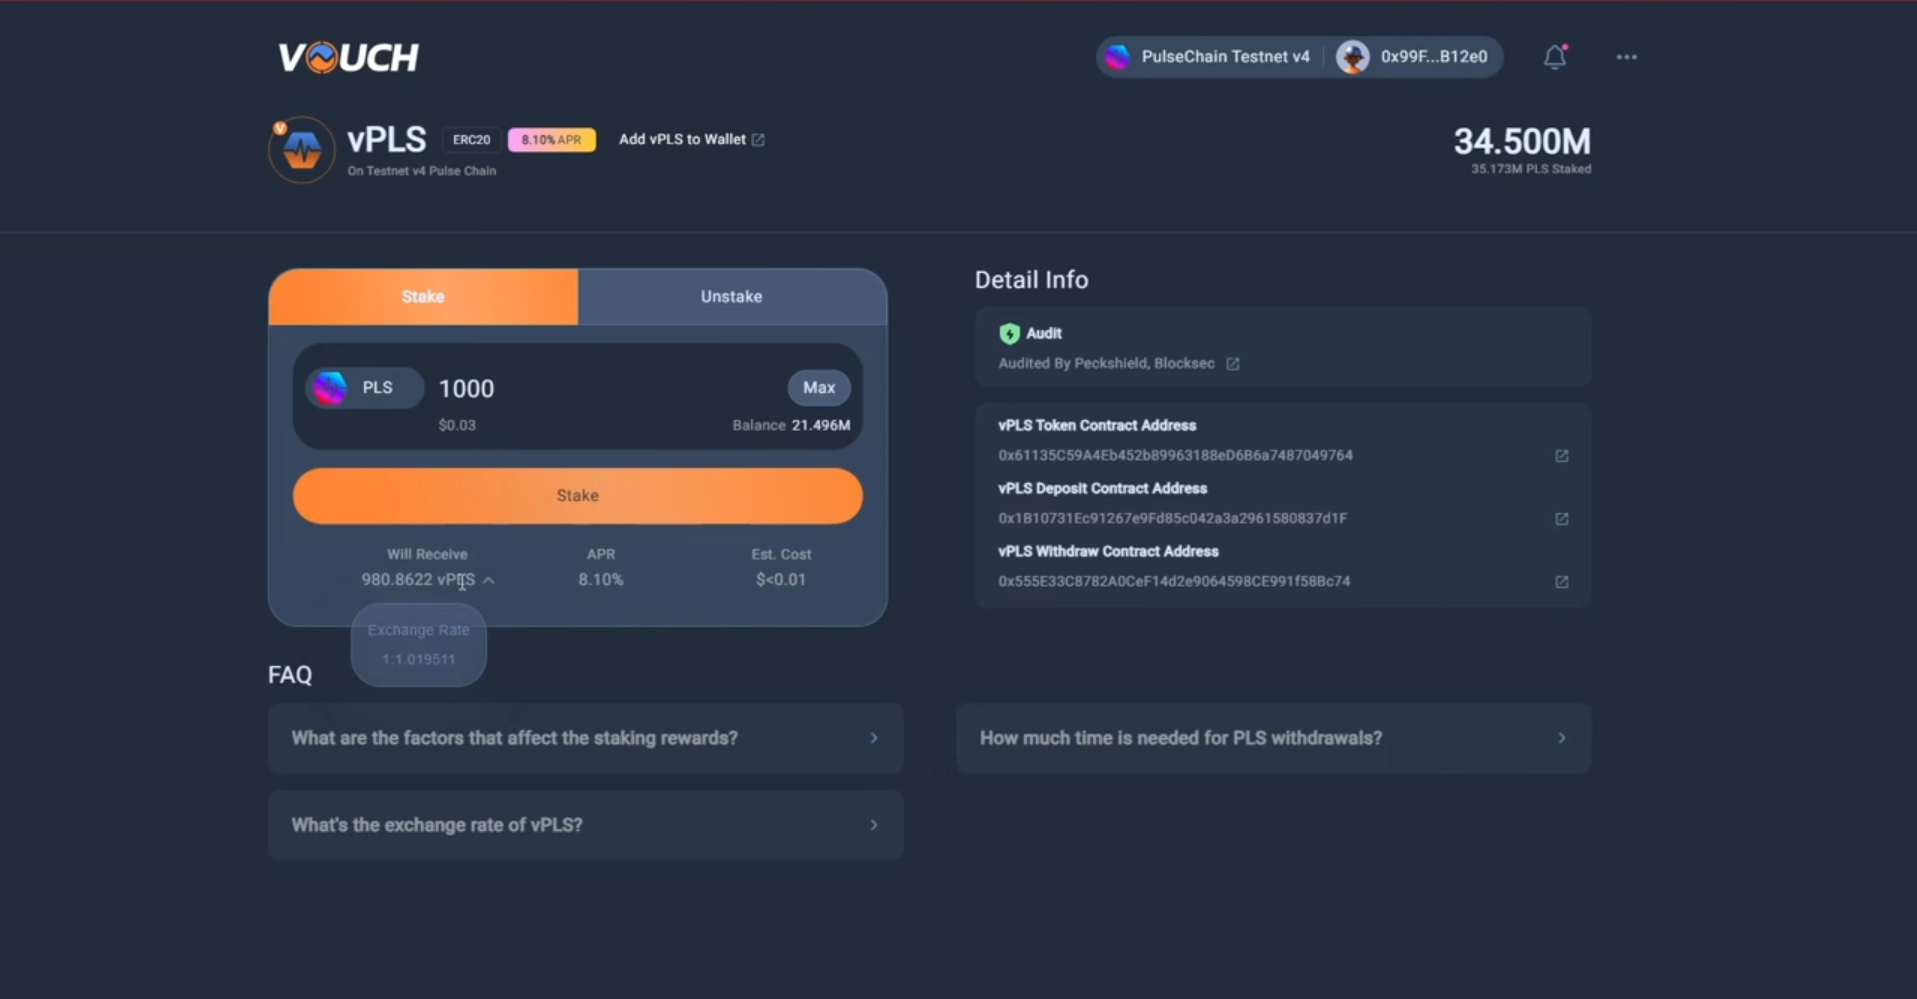 VOUCH
PulseChain Testnet v4
0x99F...B12e0
vPLS
ERC20
8.10% APR
Add vPLS to Wallet
On Testnet v4 Pulse Chain
34.500M
35.173M PLS Staked
Stake
Unstake
PLS
1000
Max
$0.03
Balance 21.496M
Stake
Will Receive
980.8622 vPLS
APR
8.10%
Est. Cost
$<0.01
Exchange Rate
1:1.019511
Detail Info
Audit
Audited By Peckshield, Blocksec
vPLS Token Contract Address
0x61135C59A4Eb452b89963188eD6B6a7487049764
vPLS Deposit Contract Address
0x1B10731Ec91267e9Fd85c042a3a2961580837d1F
vPLS Withdraw Contract Address
0x555E33C8782A0CeF14d2e9064598CE991f58Bc74
FAQ
What are the factors that affect the staking rewards?
How much time is needed for PLS withdrawals?
What's the exchange rate of vPLS?